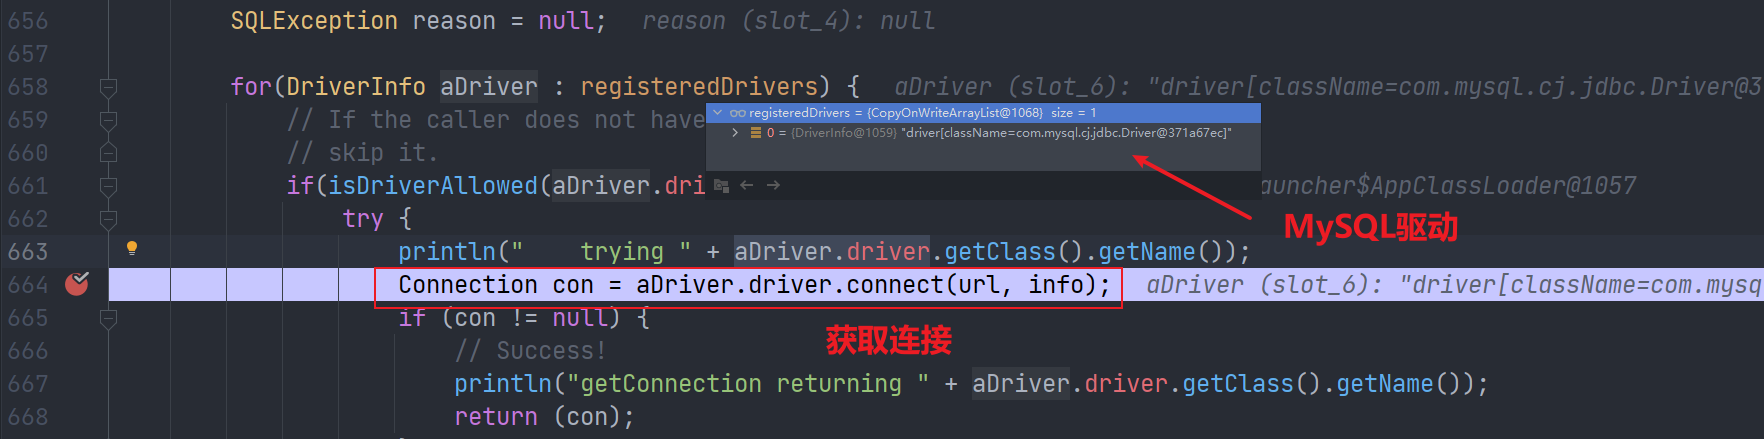 656 SQLException reason = null; reason (slot_4): null
657
658 for(DriverInfo aDriver : registeredDrivers) { aDriver (slot_6): "driver[className=com.mysql.cj.jdbc.Driver@3
registeredDrivers = {CopyOnWriteArrayList@1068} size = 1
659 // If the caller does not have
0 = {DriverInfo@1059} "driver[className=com.mysql.cj.jdbc.Driver@371a67ec]"
660 // skip it.
661 if(isDriverAllowed(aDriver.dri auncher$AppClassLoader@1057
662 try {
MySQL驱动
663 println("    trying " + aDriver.driver.getClass().getName());
664 Connection con = aDriver.driver.connect(url, info); aDriver (slot_6): "driver[className=com.mysq
665 if (con != null) {
获取连接
666 // Success!
667 println("getConnection returning " + aDriver.driver.getClass().getName());
668 return (con);